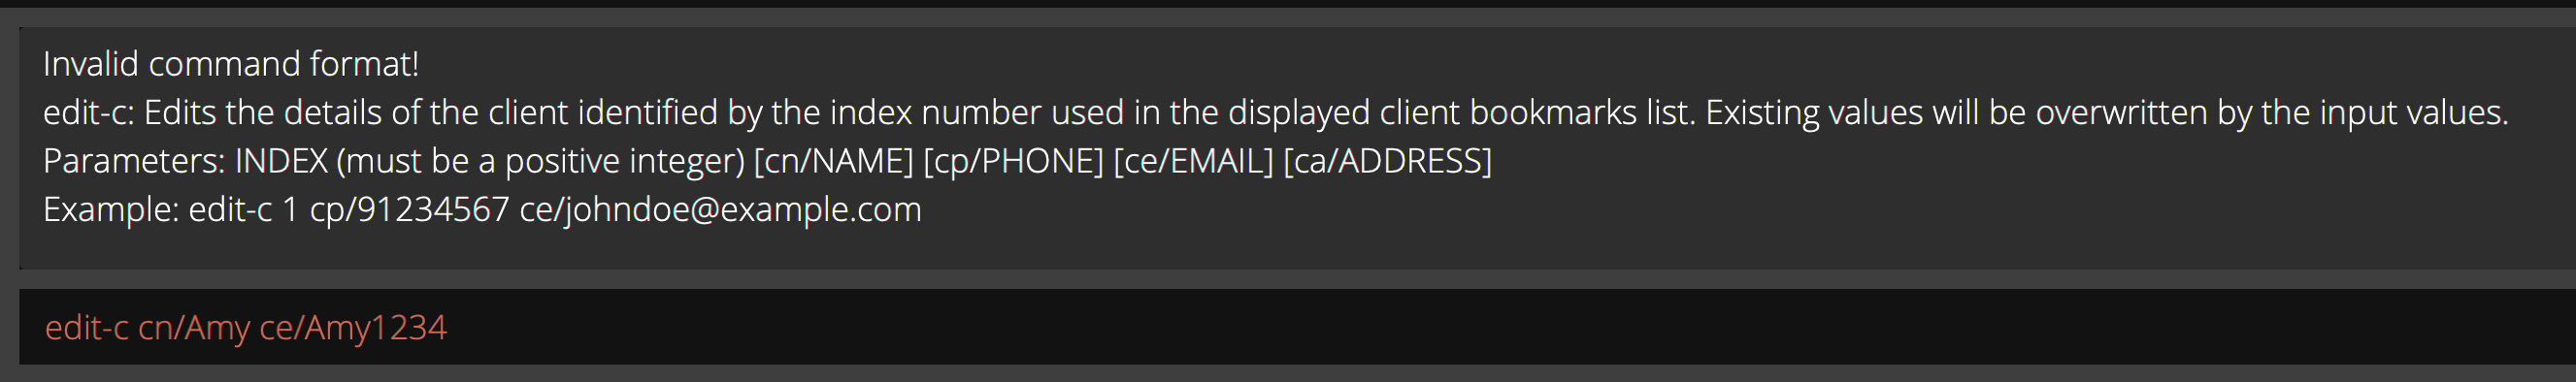 Invalid command format!
edit-c: Edits the details of the client identified by the index number used in the displayed client bookmarks list. Existing values will be overwritten by the input values.
Parameters: INDEX (must be a positive integer) [cn/NAME] [cp/PHONE] [ce/EMAIL] [ca/ADDRESS]
Example: edit-c 1 cp/91234567 ce/johndoe@example.com
edit-c cn/Amy ce/Amy1234